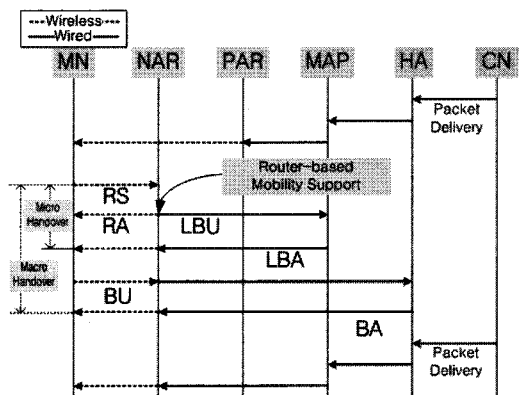 Wireless
Wired
MN NAR PAR MAP HA CN
Packet
Delivery
Router-based
Mobility Support
RS
Micro
Handover
RA LBU
LBA
Macro
Handover
BU
BA
Packet
Delivery